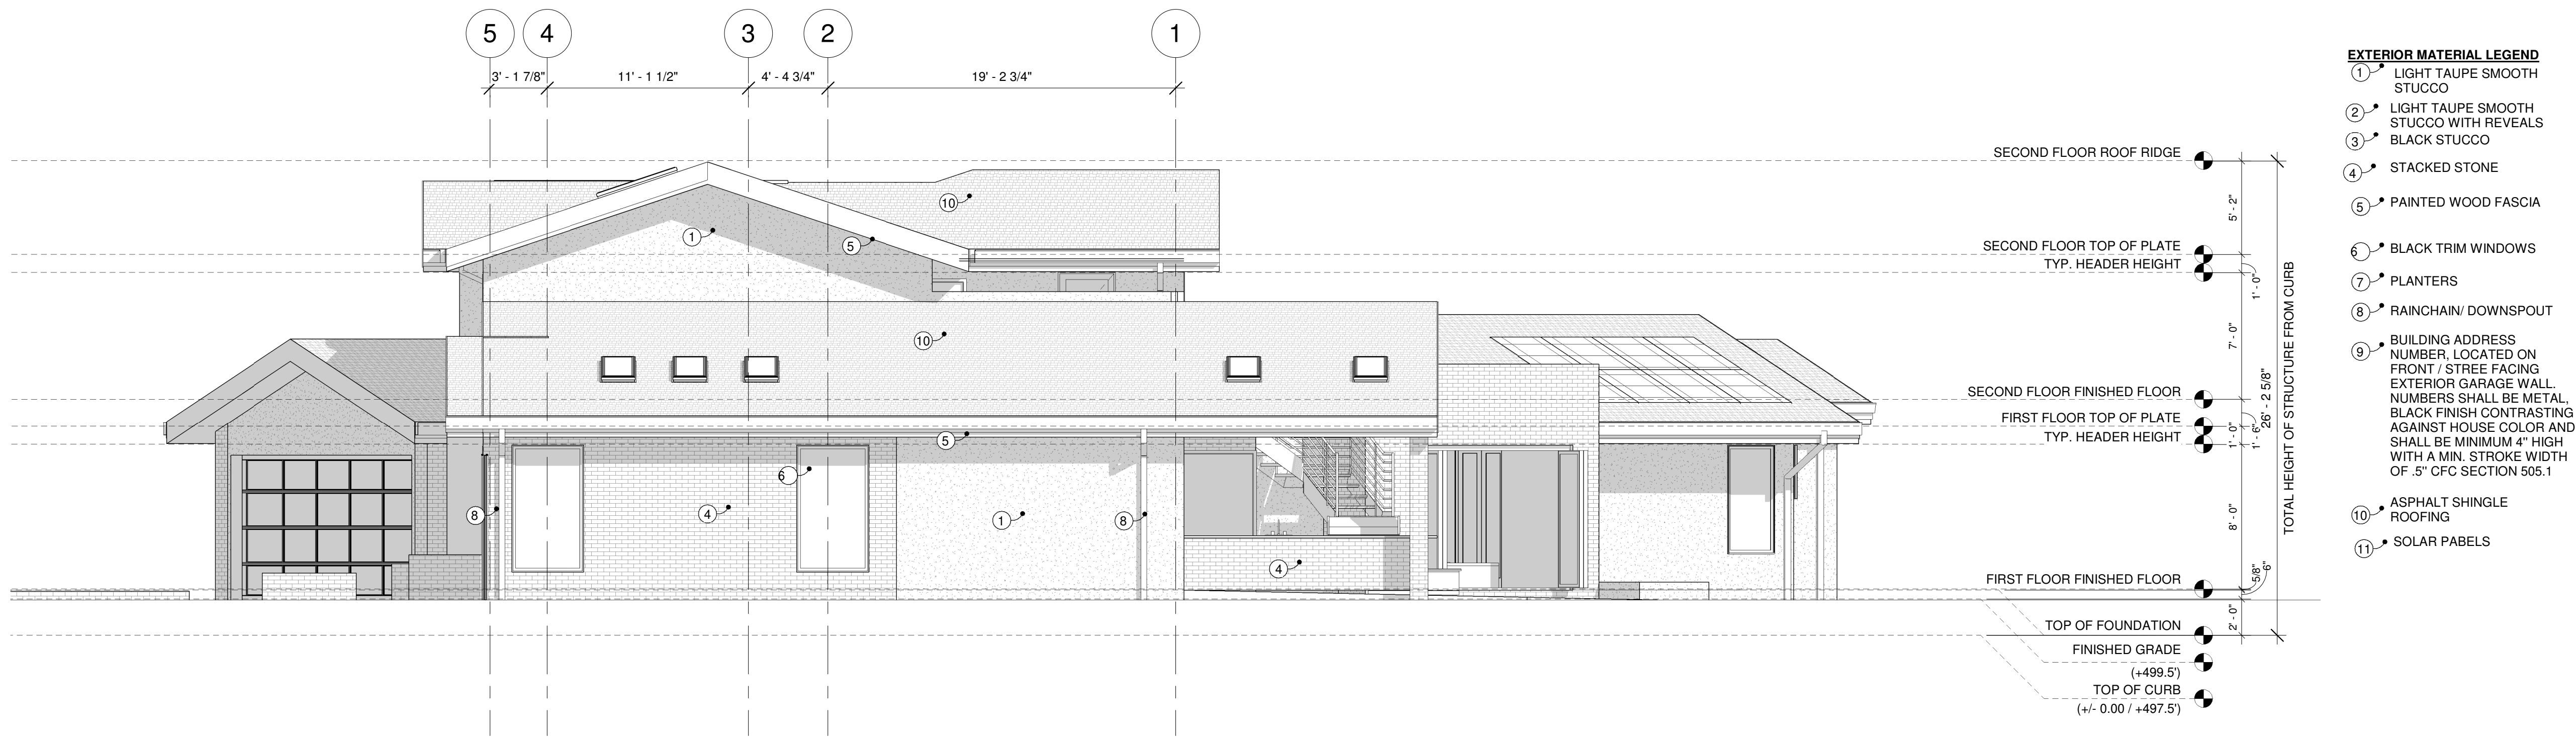 5 4 3 2 1
3' - 1 7/8" 11' - 1 1/2" 4' - 4 3/4" 19' - 2 3/4"
10
1
5
10
5
6
8
4
1
8
4
SECOND FLOOR ROOF RIDGE
SECOND FLOOR TOP OF PLATE
TYP. HEADER HEIGHT
SECOND FLOOR FINISHED FLOOR
FIRST FLOOR TOP OF PLATE
TYP. HEADER HEIGHT
FIRST FLOOR FINISHED FLOOR
TOP OF FOUNDATION
FINISHED GRADE
(+499.5')
TOP OF CURB
(+/- 0.00 / +497.5')
5' - 2"
1' - 0"
7' - 0"
1' - 6"
1' - 0"
8' - 0"
5/8"
6"
2' - 0"
26' - 2 5/8"
TOTAL HEIGHT OF STRUCTURE FROM CURB
EXTERIOR MATERIAL LEGEND
1 LIGHT TAUPE SMOOTH
STUCCO
2 LIGHT TAUPE SMOOTH
STUCCO WITH REVEALS
3 BLACK STUCCO
4 STACKED STONE
5 PAINTED WOOD FASCIA
6 BLACK TRIM WINDOWS
7 PLANTERS
8 RAINCHAIN/ DOWNSPOUT
9 BUILDING ADDRESS
NUMBER, LOCATED ON
FRONT / STREE FACING
EXTERIOR GARAGE WALL.
NUMBERS SHALL BE METAL,
BLACK FINISH CONTRASTING
AGAINST HOUSE COLOR AND
SHALL BE MINIMUM 4" HIGH
WITH A MIN. STROKE WIDTH
OF .5" CFC SECTION 505.1
10 ASPHALT SHINGLE
ROOFING
11 SOLAR PABELS